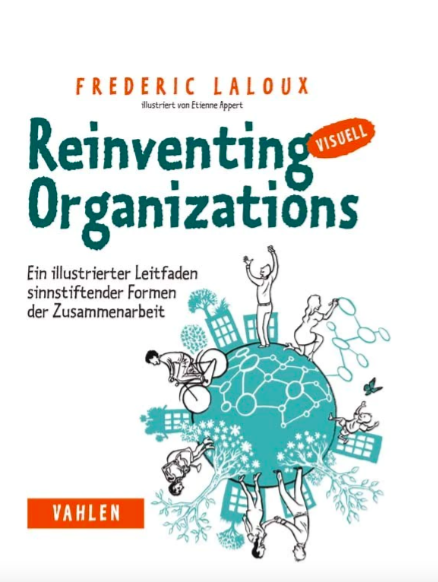 FREDERIC LALOUX
illustriert von Etienne Appert
Reinventing
VISUELL
Organizations
Ein illustrierter Leitfaden
sinnstiftender Formen
der Zusammenarbeit
VAHLEN